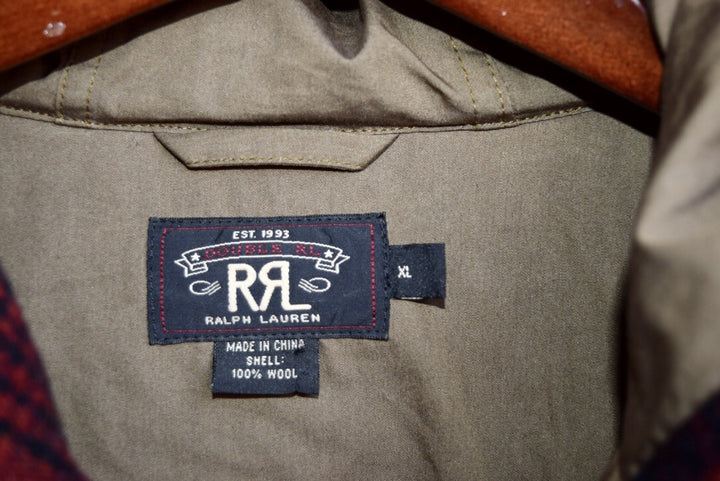 EST. 1993
DOUBLE RL
RRL
RALPH LAUREN
XL
MADE IN CHINA
SHELL:
100% WOOL